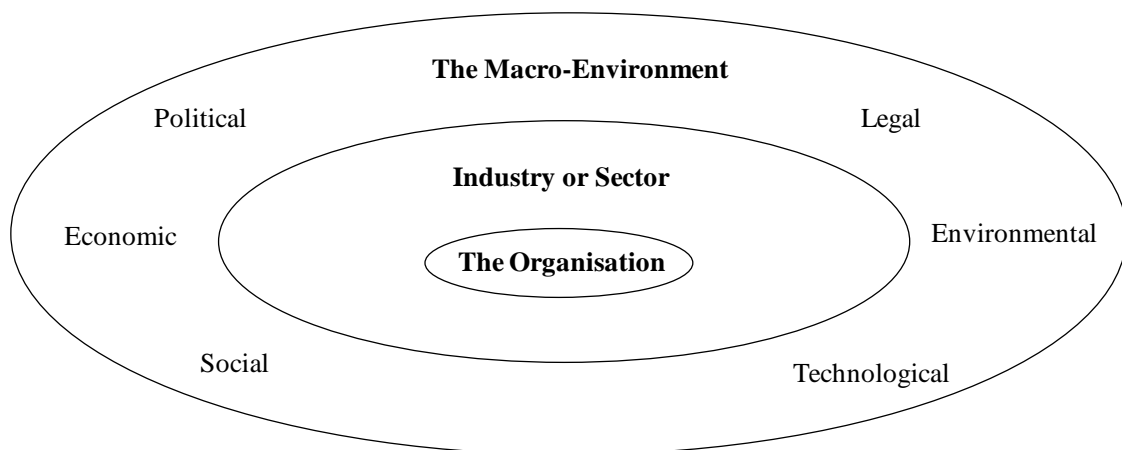 The Macro-Environment
Political
Legal
Industry or Sector
Economic
Environmental
The Organisation
Social
Technological